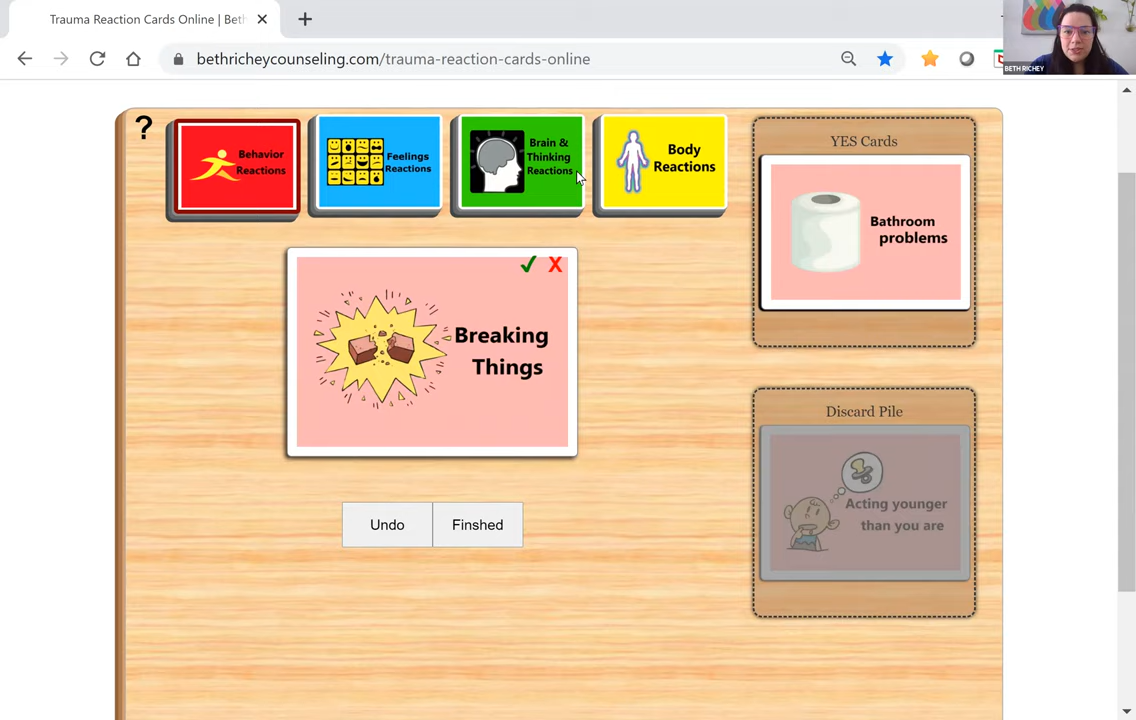 Trauma Reaction Cards Online | Bet
bethricheycounseling.com/trauma-reaction-cards-online
BETH RICHEY
?
Behavior
Reactions
Feelings
Reactions
Brain &
Thinking
Reactions
Body
Reactions
YES Cards
Bathroom
problems
✓ X
Breaking
Things
Undo
Finshed
Discard Pile
Acting younger
than you are